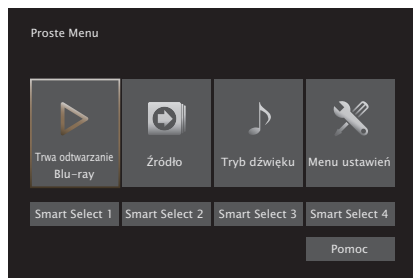 Proste Menu
Trwa odtwarzanie
Blu-ray
Źródło
Tryb dźwięku
Menu ustawień
Smart Select 1
Smart Select 2
Smart Select 3
Smart Select 4
Pomoc